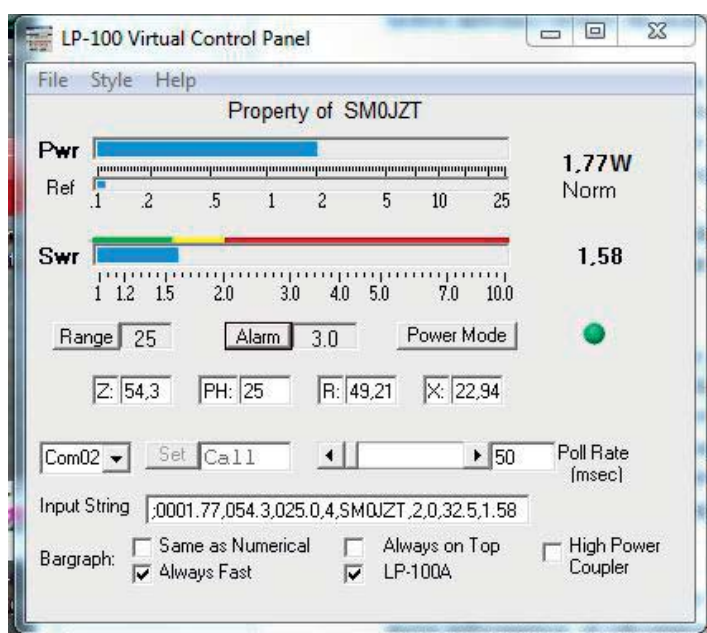 LP-100 Virtual Control Panel
File Style Help
Property of SM0JZT
Pwr
1,77W
Ref
Norm
.1 .2 .5 1 2 5 10 25
Swr
1,58
1 1.2 1.5 2.0 3.0 4.0 5.0 7.0 10.0
Range 25 Alarm 3.0 Power Mode
Z: 54,3 PH: 25 R: 49,21 X: 22,94
Com02 Set Call 50 Poll Rate
(msec)
Input String ;0001.77,054.3,025.0,4,SM0JZT,2,0,32.5,1.58
Bargraph: Same as Numerical Always on Top High Power
Always Fast LP-100A Coupler